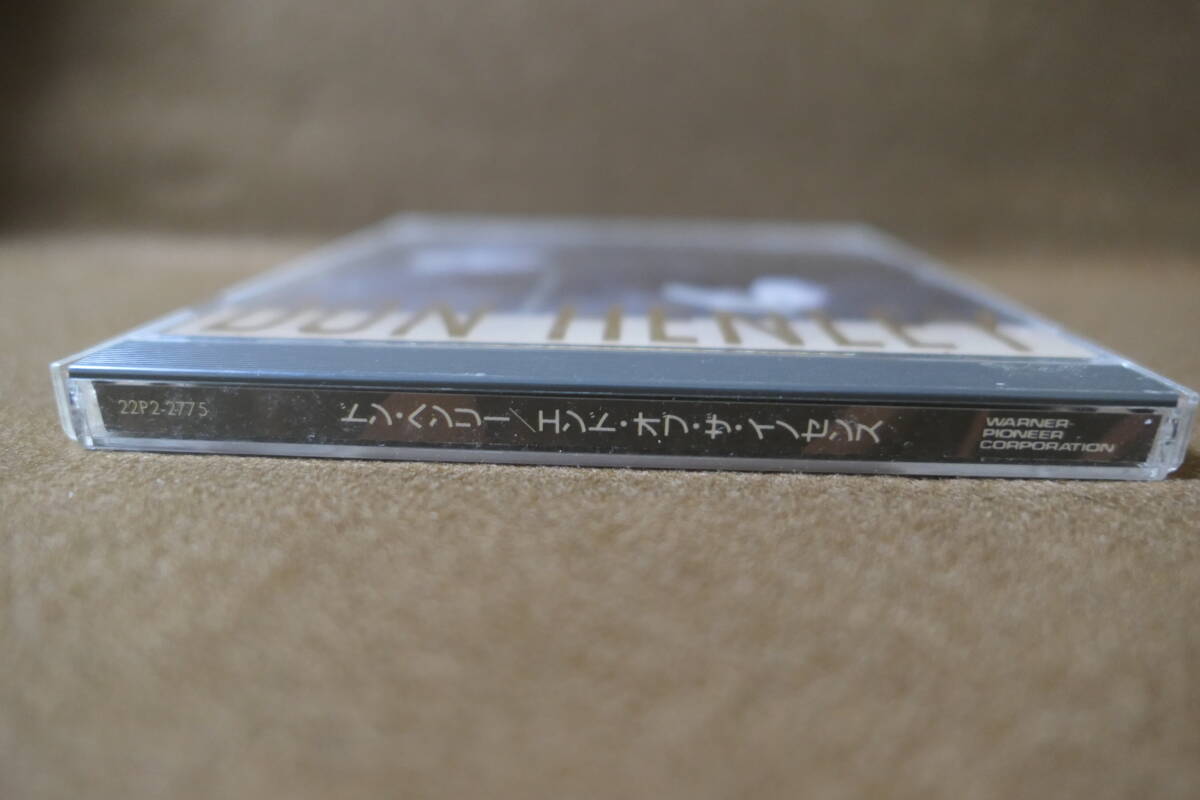 DON HENLEY
22P2-2775
ドン・ヘンリー/エンド・オブ・ザ・イノセンス
WARNER-
PIONEER
CORPORATION